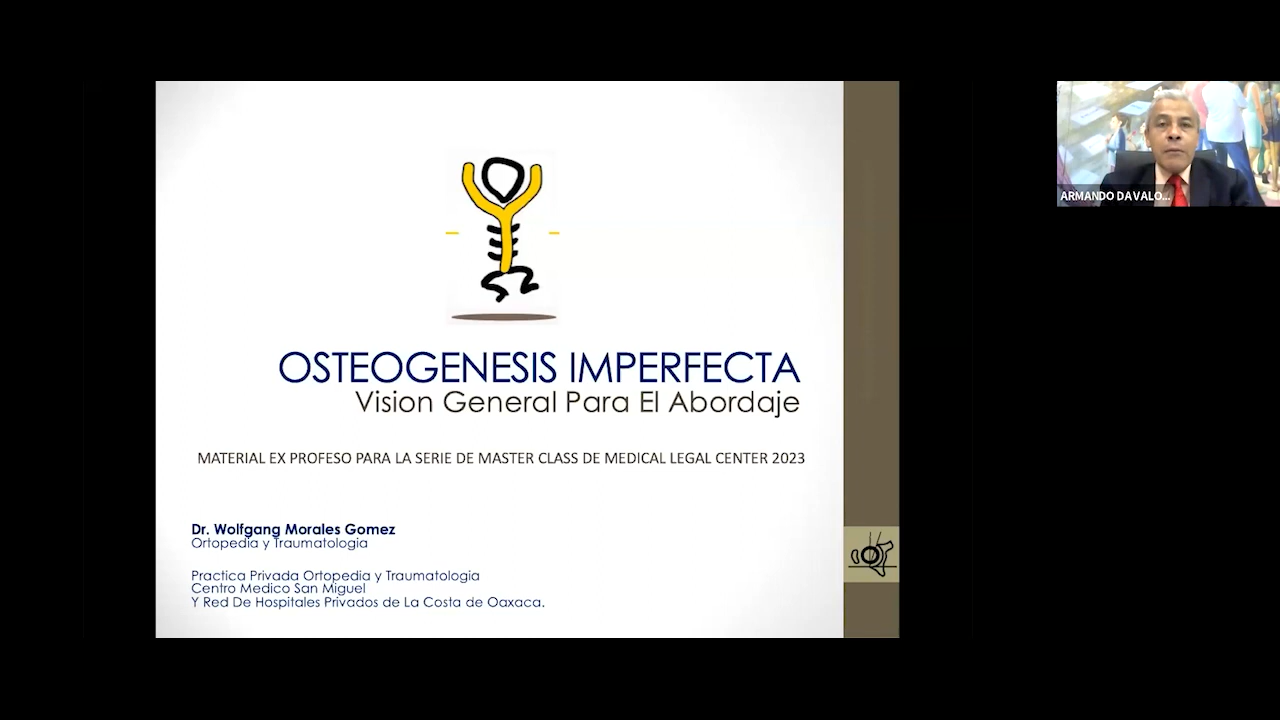 OSTEOGENESIS IMPERFECTA
Vision General Para El Abordaje
MATERIAL EX PROFESO PARA LA SERIE DE MASTER CLASS DE MEDICAL LEGAL CENTER 2023
Dr. Wolfgang Morales Gomez
Ortopedia y Traumatologia
Practica Privada Ortopedia y Traumatologia
Centro Medico San Miguel
Y Red De Hospitales Privados de La Costa de Oaxaca.
ARMANDO DAVALO...